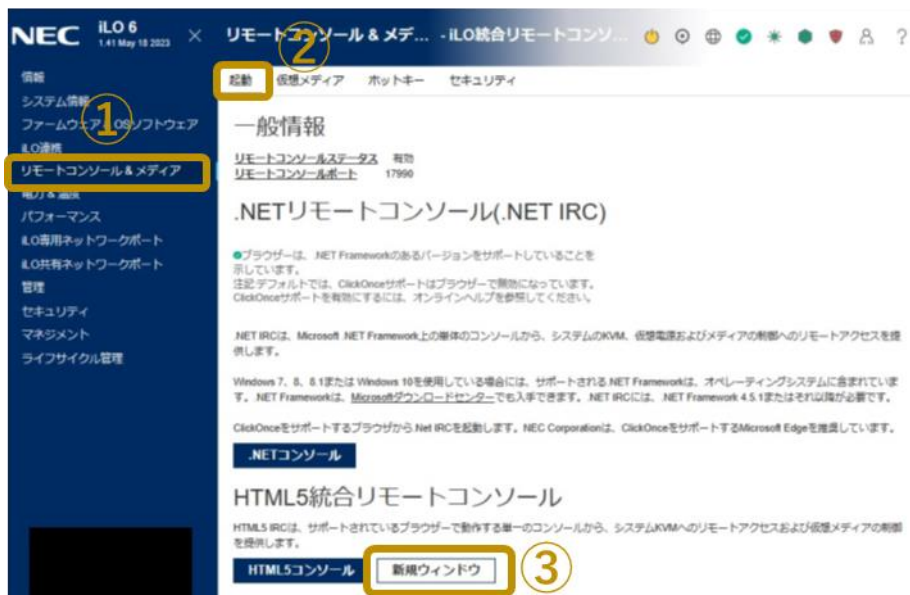 NEC iLO 6
1.41 May 18 2023
リモートコンソール & メデ... - iLO統合リモートコンソ...
?
②
起動 仮想メディア ホットキー セキュリティ
情報
システム情報
①
ファームウェア OSソフトウェア
iLO連携
リモートコンソール & メディア
電力 & 温度
パフォーマンス
iLO専用ネットワークポート
iLO共有ネットワークポート
管理
セキュリティ
マネジメント
ライフサイクル管理
一般情報
リモートコンソールステータス 有効
リモートコンソールポート 17990
.NETリモートコンソール(.NET IRC)
ブラウザーは、.NET Frameworkのあるバージョンをサポートしていることを
示しています。
注記:デフォルトでは、ClickOnceサポートはブラウザーで無効になっています。
ClickOnceサポートを有効にするには、オンラインヘルプを参照してください。
.NET IRCは、Microsoft .NET Framework上の単体のコンソールから、システムのKVM、仮想電源およびメディアの制御へのリモートアクセスを提
供します。
Windows 7、8、8.1または Windows 10を使用している場合には、サポートされる.NET Frameworkは、オペレーティングシステムに含まれていま
す。.NET Frameworkは、Microsoftダウンロードセンターでも入手できます。.NET IRCには、.NET Framework 4.5.1またはそれ以降が必要です。
ClickOnceをサポートするブラウザから.Net IRCを起動します。NEC Corporationは、ClickOnceをサポートするMicrosoft Edgeを推奨しています。
.NETコンソール
HTML5統合リモートコンソール
HTML5 IRCは、サポートされているブラウザーで動作する単一のコンソールから、システムKVMへのリモートアクセスおよび仮想メディアの制御
を提供します。
HTML5コンソール 新規ウィンドウ ③